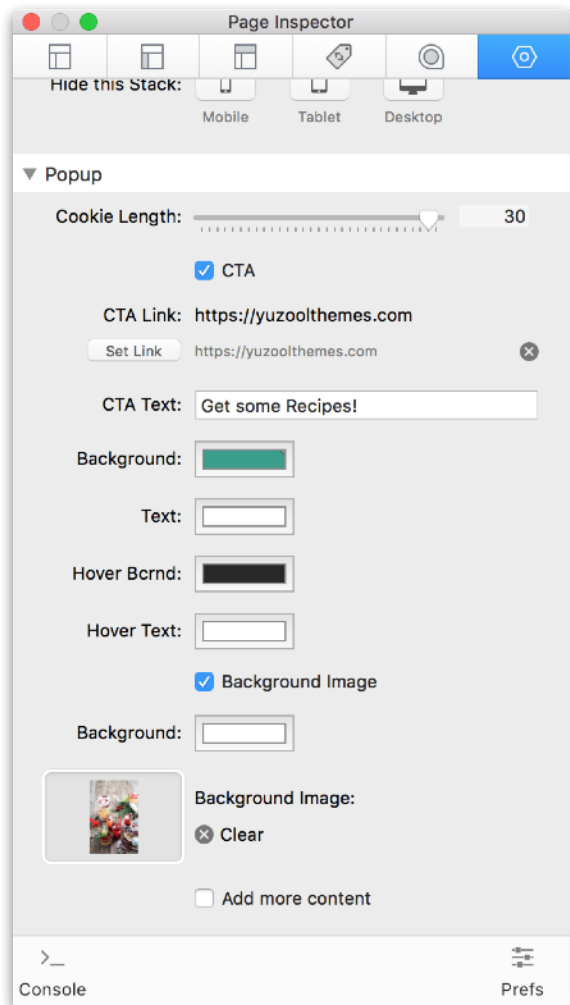 Page Inspector
Hide this Stack:
Mobile Tablet Desktop
Popup
Cookie Length: 30
CTA
CTA Link: https://yuzoolthemes.com
Set Link https://yuzoolthemes.com
CTA Text: Get some Recipes!
Background:
Text:
Hover Bcrnd:
Hover Text:
Background Image
Background:
Background Image:
Clear
Add more content
Console Prefs